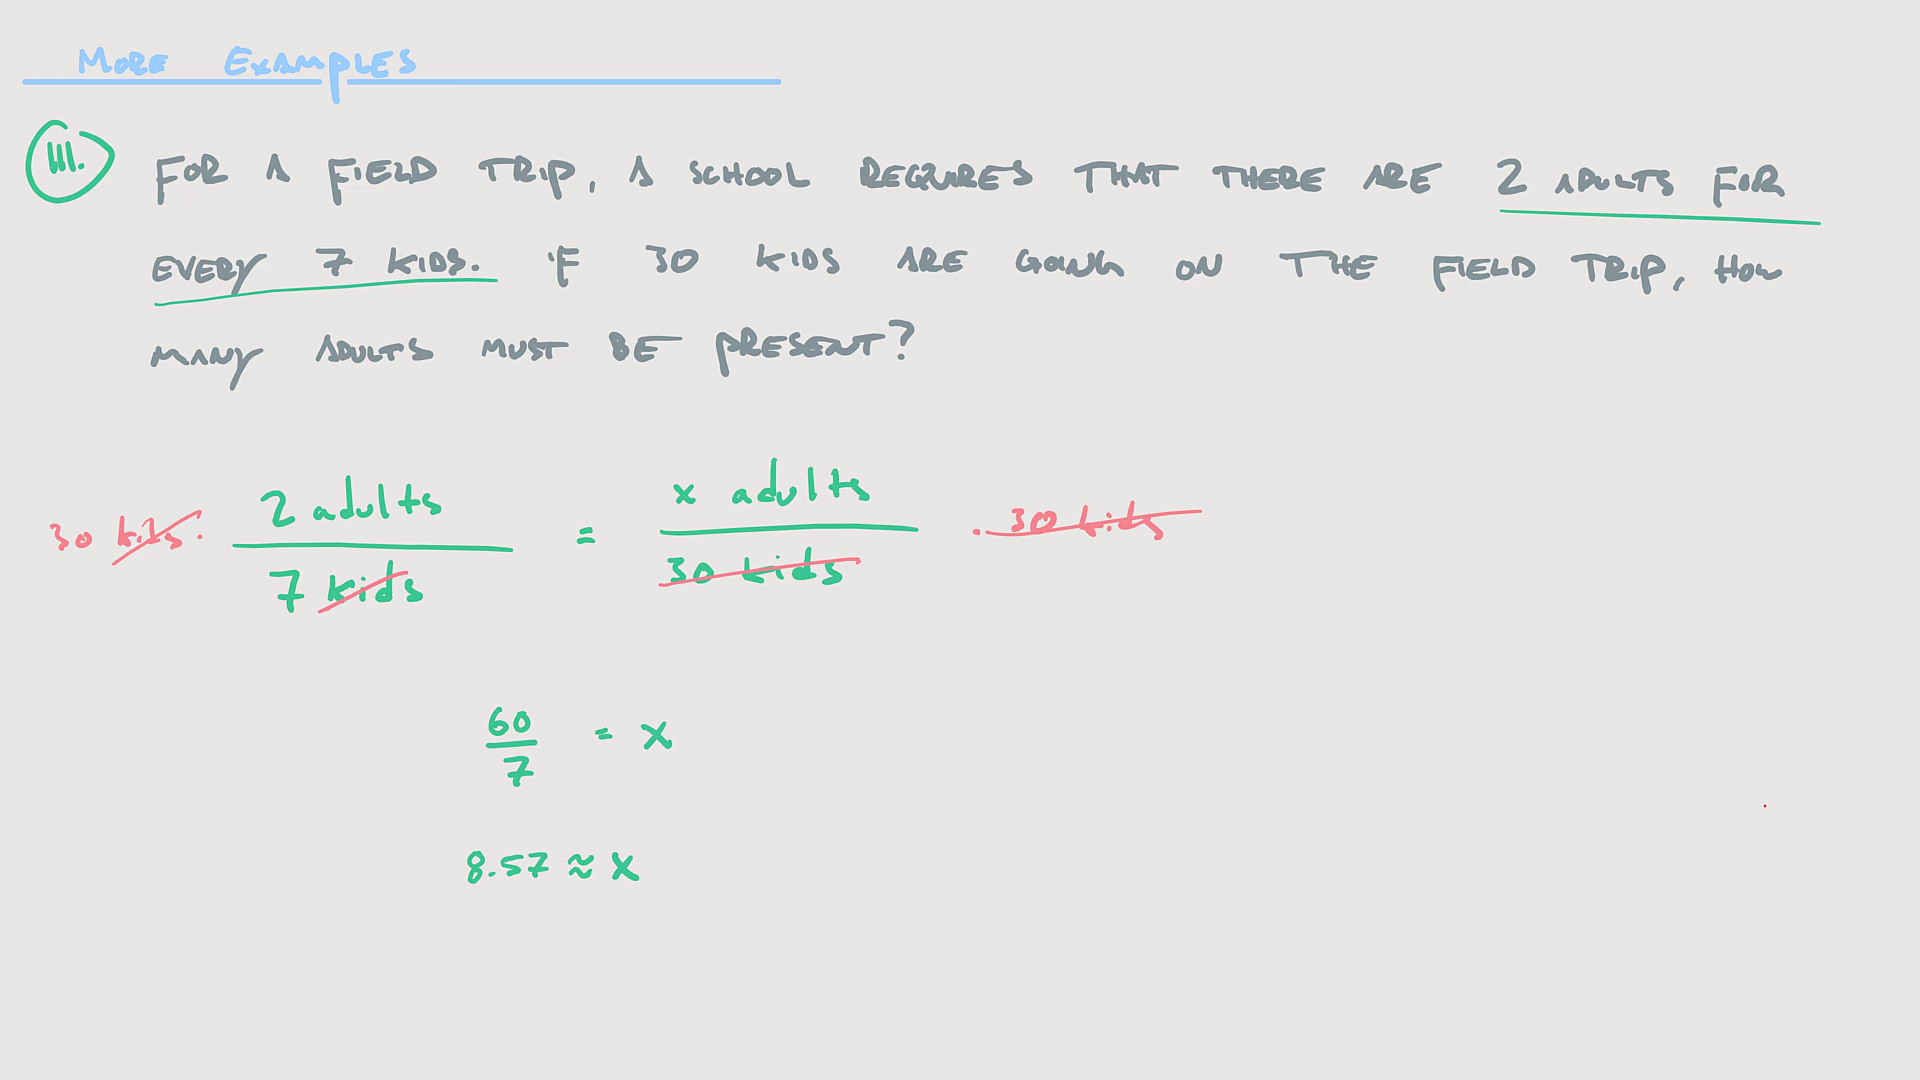 MORE EXAMPLES
III. FOR A FIELD TRIP, A SCHOOL REQUIRES THAT THERE ARE 2 ADULTS FOR
EVERY 7 KIDS. IF 30 KIDS ARE GOING ON THE FIELD TRIP, HOW
MANY ADULTS MUST BE PRESENT?
30 kids · 2 adults / 7 kids = x adults / 30 kids · 30 kids
60/7 = x
8.57 ≈ x